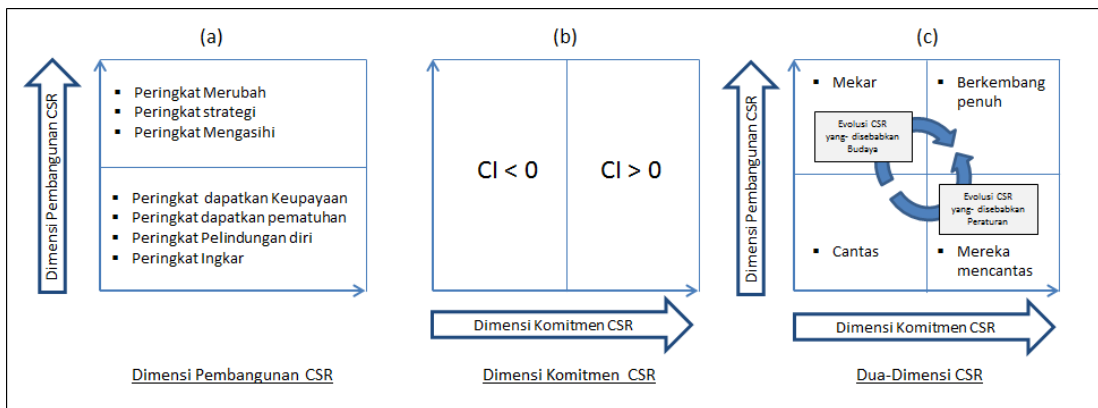 (a)
Dimensi Pembangunan CSR
▪ Peringkat Merubah
▪ Peringkat strategi
▪ Peringkat Mengasihi
▪ Peringkat dapatkan Keupayaan
▪ Peringkat dapatkan pematuhan
▪ Peringkat Pelindungan diri
▪ Peringkat Ingkar
Dimensi Pembangunan CSR
(b)
CI < 0
CI > 0
Dimensi Komitmen CSR
Dimensi Komitmen CSR
(c)
Dimensi Pembangunan CSR
▪ Mekar
▪ Berkembang
penuh
Evolusi CSR
yang- disebabkan
Budaya
Evolusi CSR
yang- disebabkan
Peraturan
▪ Cantas
▪ Mereka
mencantas
Dimensi Komitmen CSR
Dua-Dimensi CSR